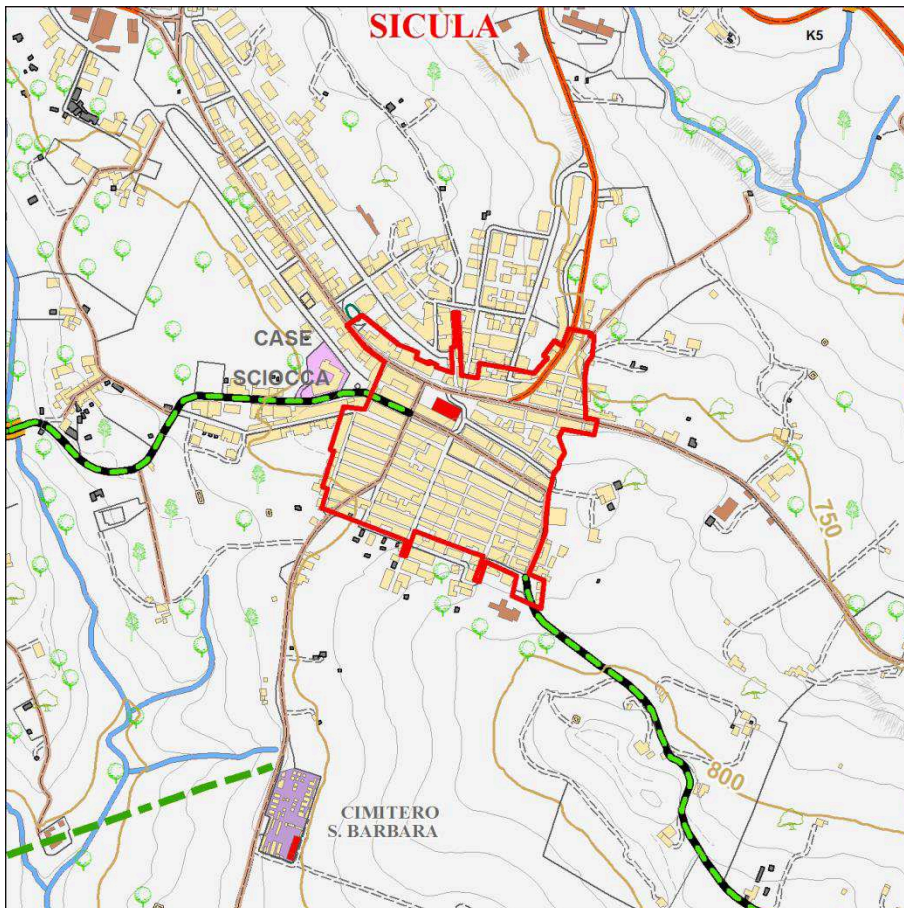 SICULA
K5
CASE
SCIOCCA
750
800
CIMITERO
S. BARBARA